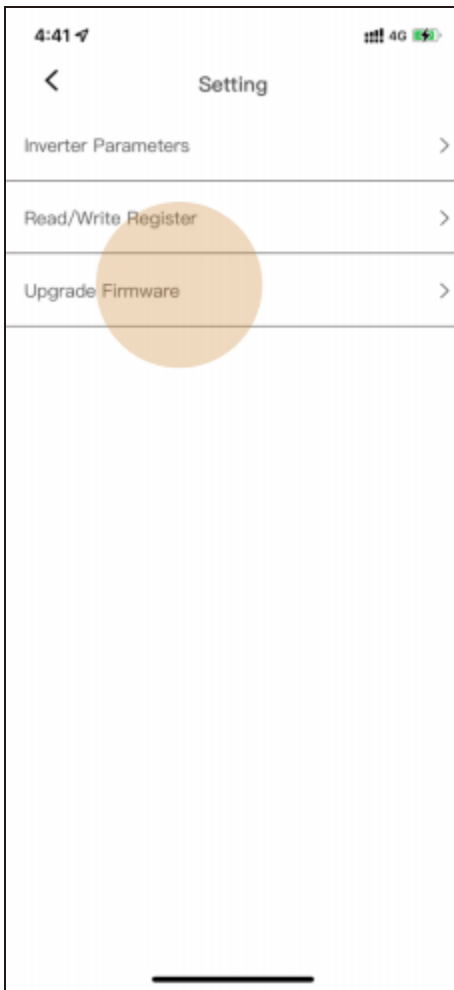 4:41
4G
Setting
Inverter Parameters
Read/Write Register
Upgrade Firmware